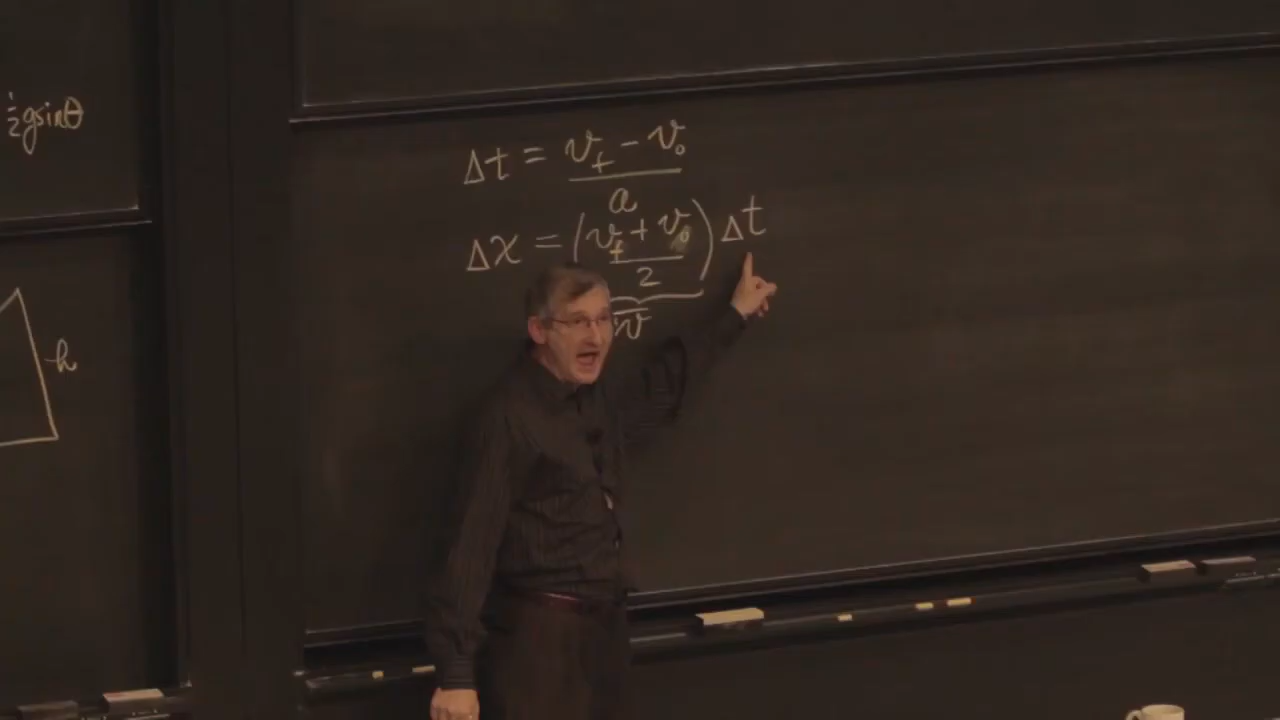 ½gsinθ
h
Δt = (v_f − v_0)/a
Δx = ((v_f + v_0)/2) Δt
v̅